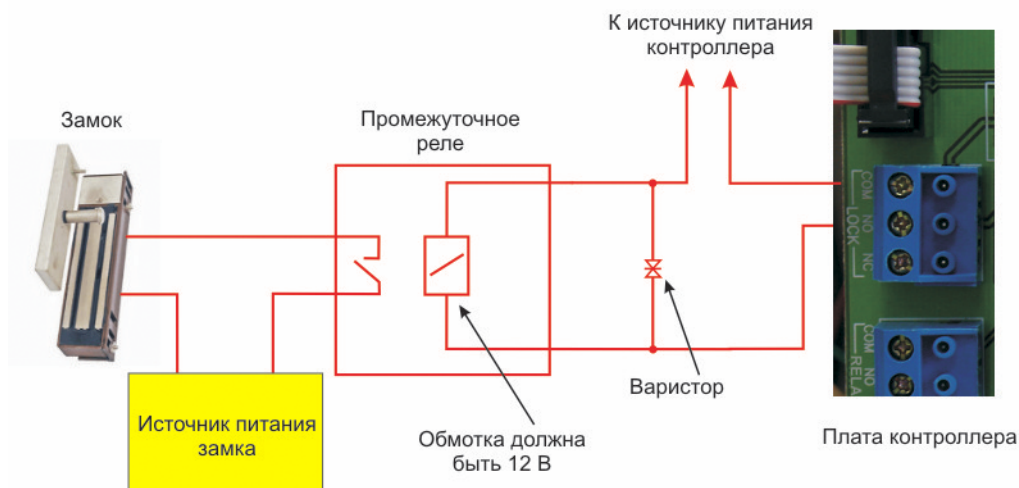 К источнику питания
контроллера
Замок
Промежуточное
реле
COM
NO
NC
LOCK
COM
NO
RELA
Варистор
Источник питания
замка
Обмотка должна
быть 12 В
Плата контроллера